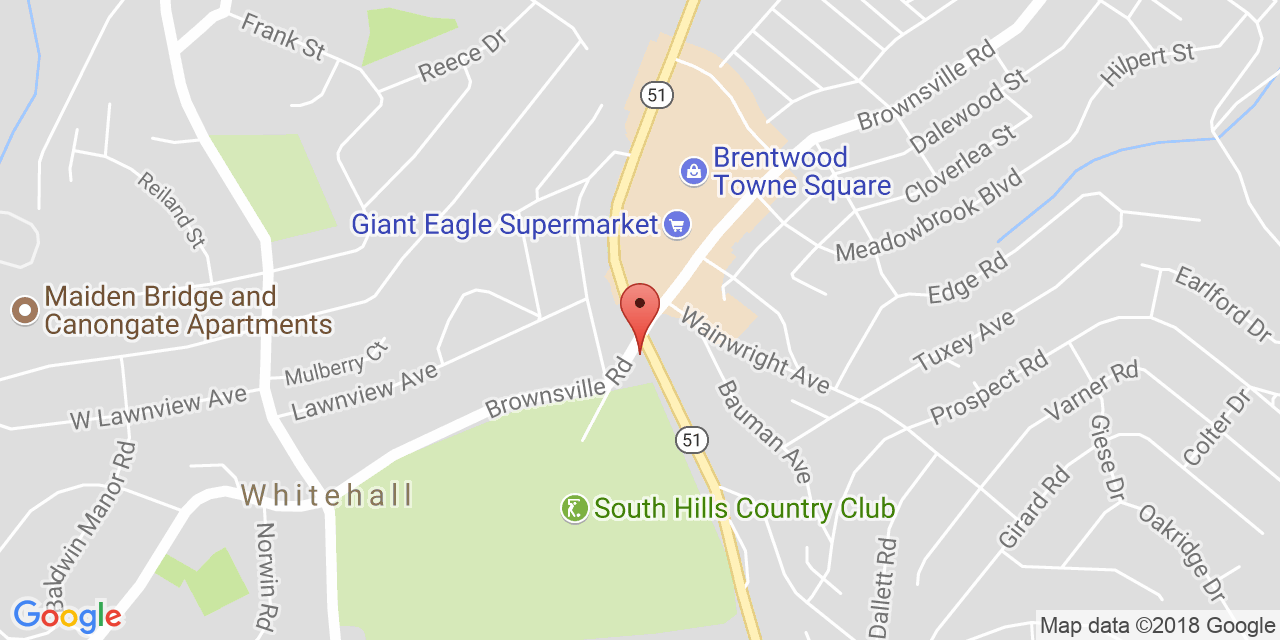 Frank St
Reece Dr
51
Brownsville Rd
Hilpert St
Dalewood St
Cloverlea St
Brentwood
Towne Square
Meadowbrook Blvd
Reiland St
Giant Eagle Supermarket
Edge Rd
Earlford Dr
Maiden Bridge and
Canongate Apartments
Wainwright Ave
Tuxey Ave
Mulberry Ct
Lawnview Ave
W Lawnview Ave
Brownsville Rd
Prospect Rd
Varner Rd
Colter Dr
Bauman Ave
51
Giese Dr
Baldwin Manor Rd
Whitehall
South Hills Country Club
Girard Rd
Oakridge Dr
Norwin Rd
Dallett Rd
Google
Map data ©2018 Google